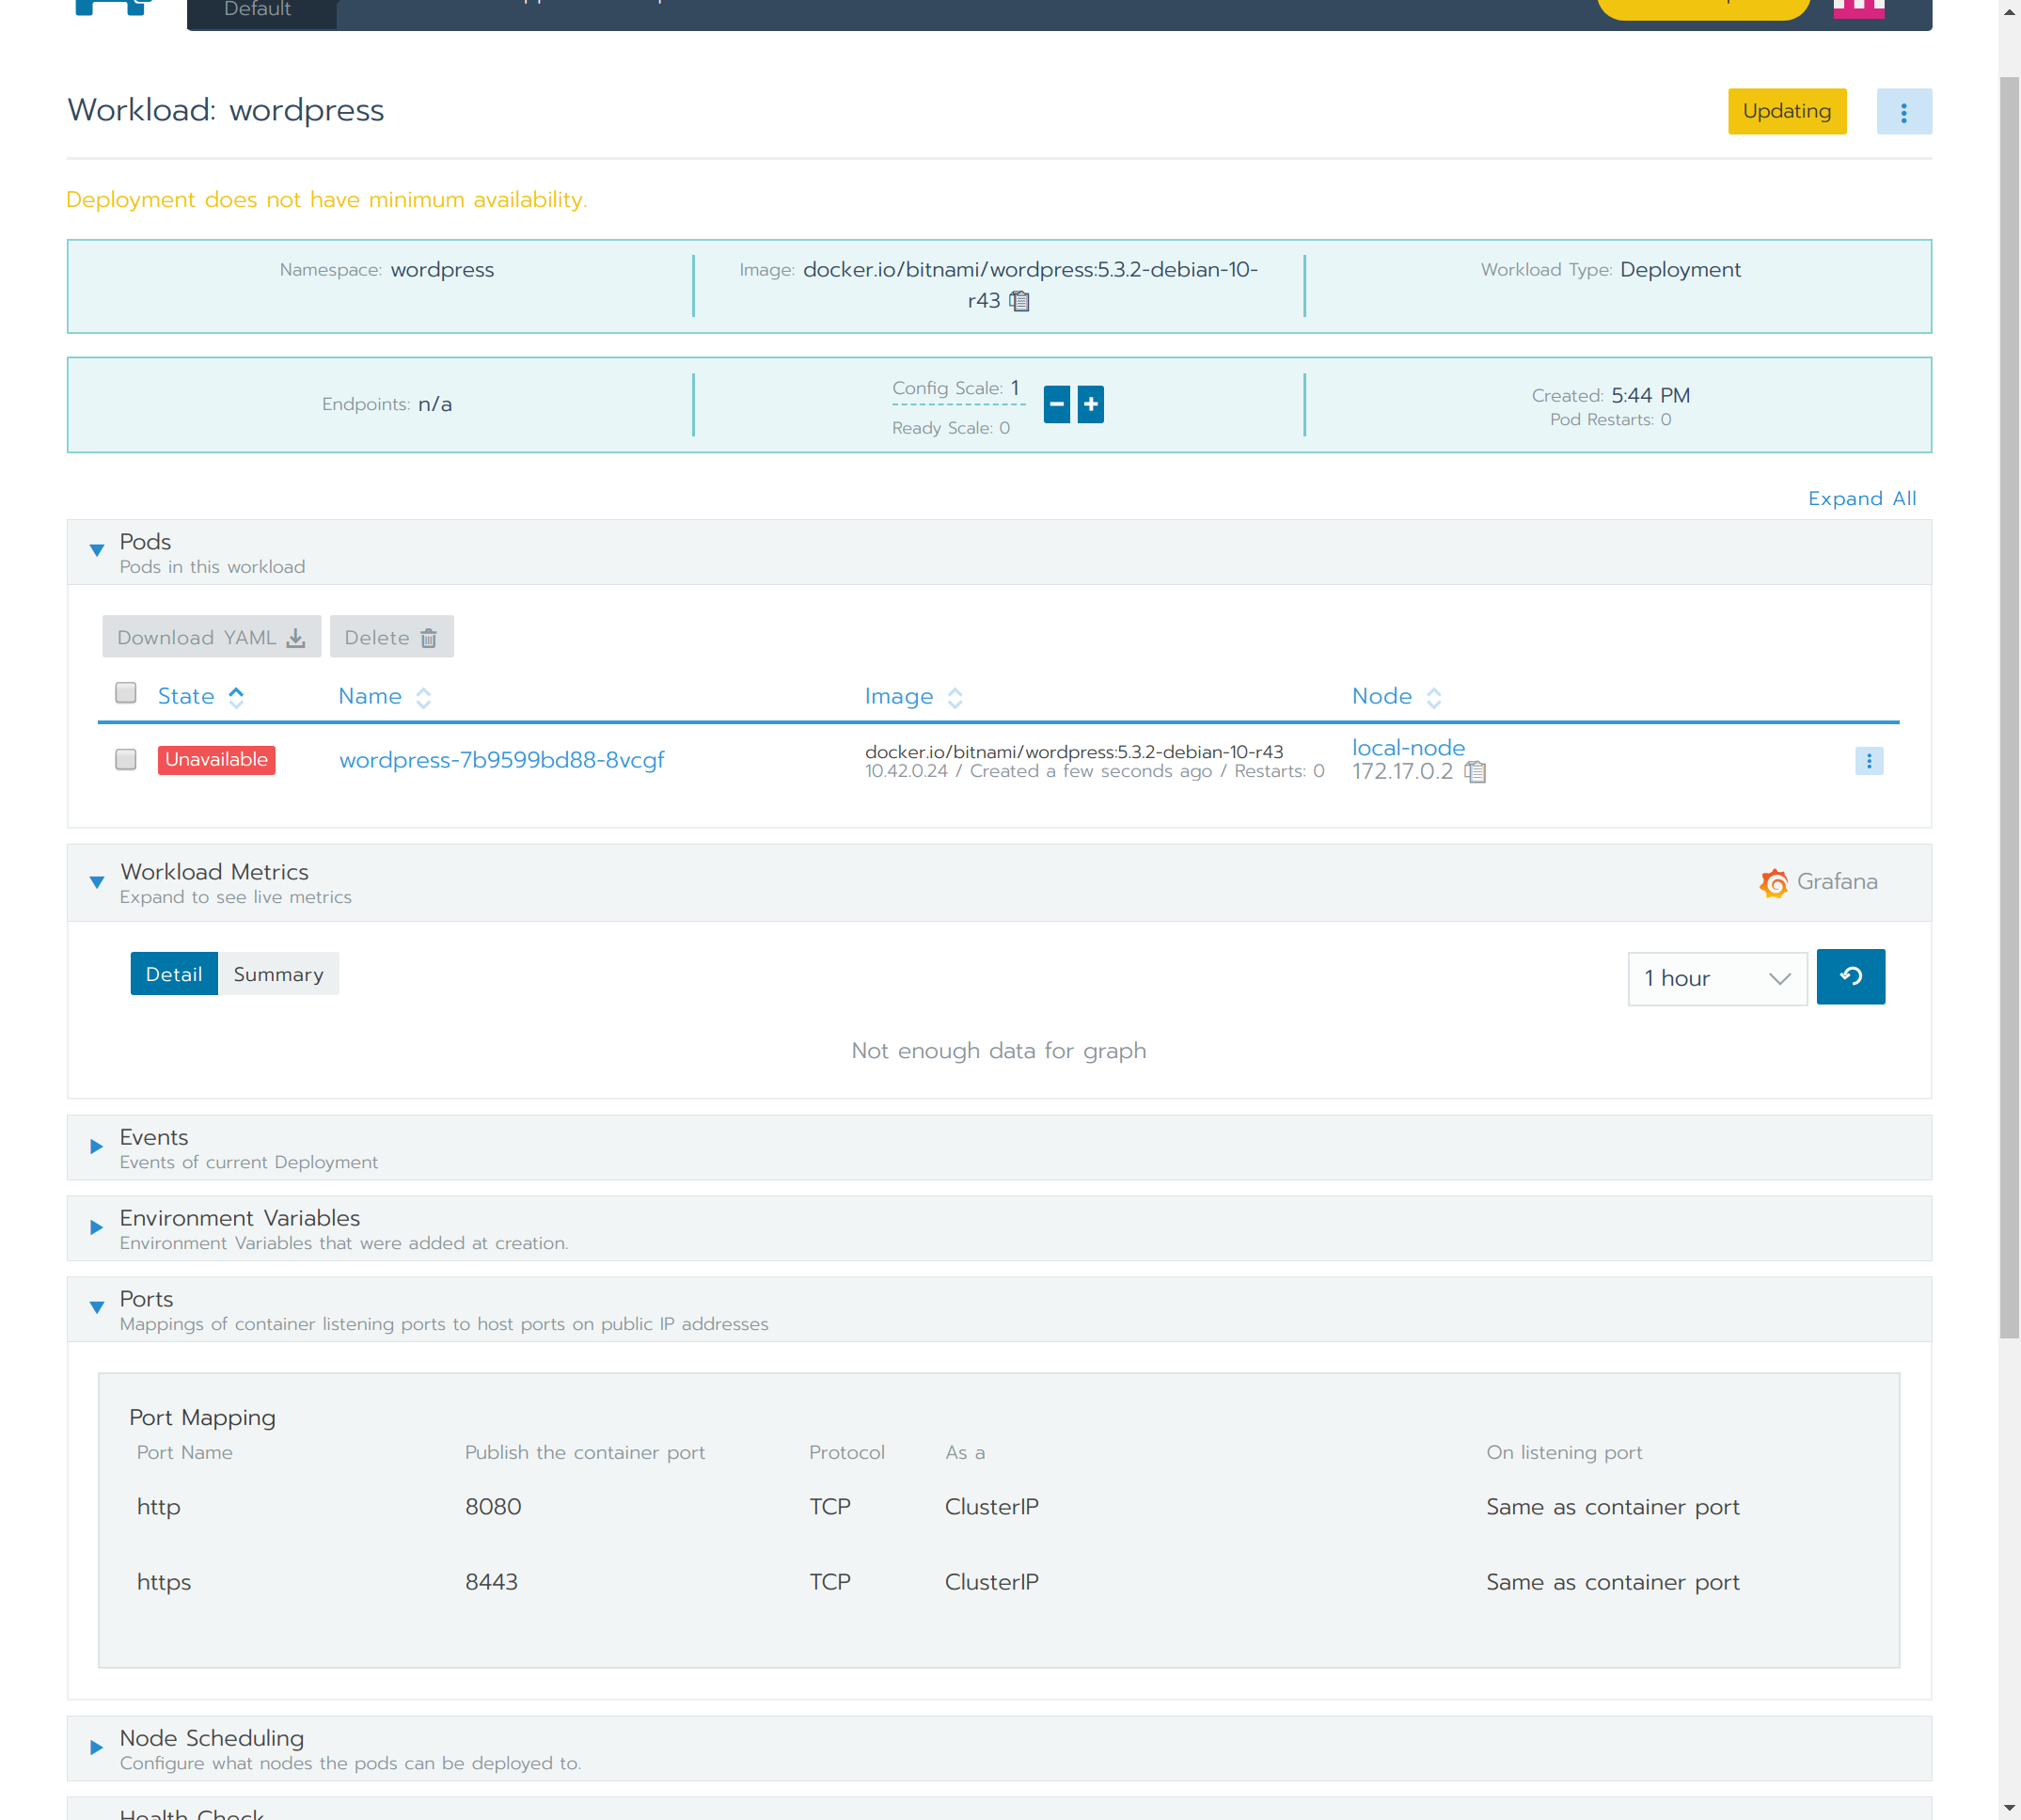 Default
Workload: wordpress
Updating
Deployment does not have minimum availability.
Namespace: wordpress
Image: docker.io/bitnami/wordpress:5.3.2-debian-10-
r43
Workload Type: Deployment
Endpoints: n/a
Config Scale: 1
Ready Scale: 0
Created: 5:44 PM
Pod Restarts: 0
Expand All
Pods
Pods in this workload
Download YAML
Delete
State Name Image Node
Unavailable wordpress-7b9599bd88-8vcgf docker.io/bitnami/wordpress:5.3.2-debian-10-r43 local-node
10.42.0.24 / Created a few seconds ago / Restarts: 0 172.17.0.2
Workload Metrics
Expand to see live metrics
Grafana
Detail Summary
1 hour
Not enough data for graph
Events
Events of current Deployment
Environment Variables
Environment Variables that were added at creation.
Ports
Mappings of container listening ports to host ports on public IP addresses
Port Mapping
Port Name Publish the container port Protocol As a On listening port
http 8080 TCP ClusterIP Same as container port
https 8443 TCP ClusterIP Same as container port
Node Scheduling
Configure what nodes the pods can be deployed to.
Health Check